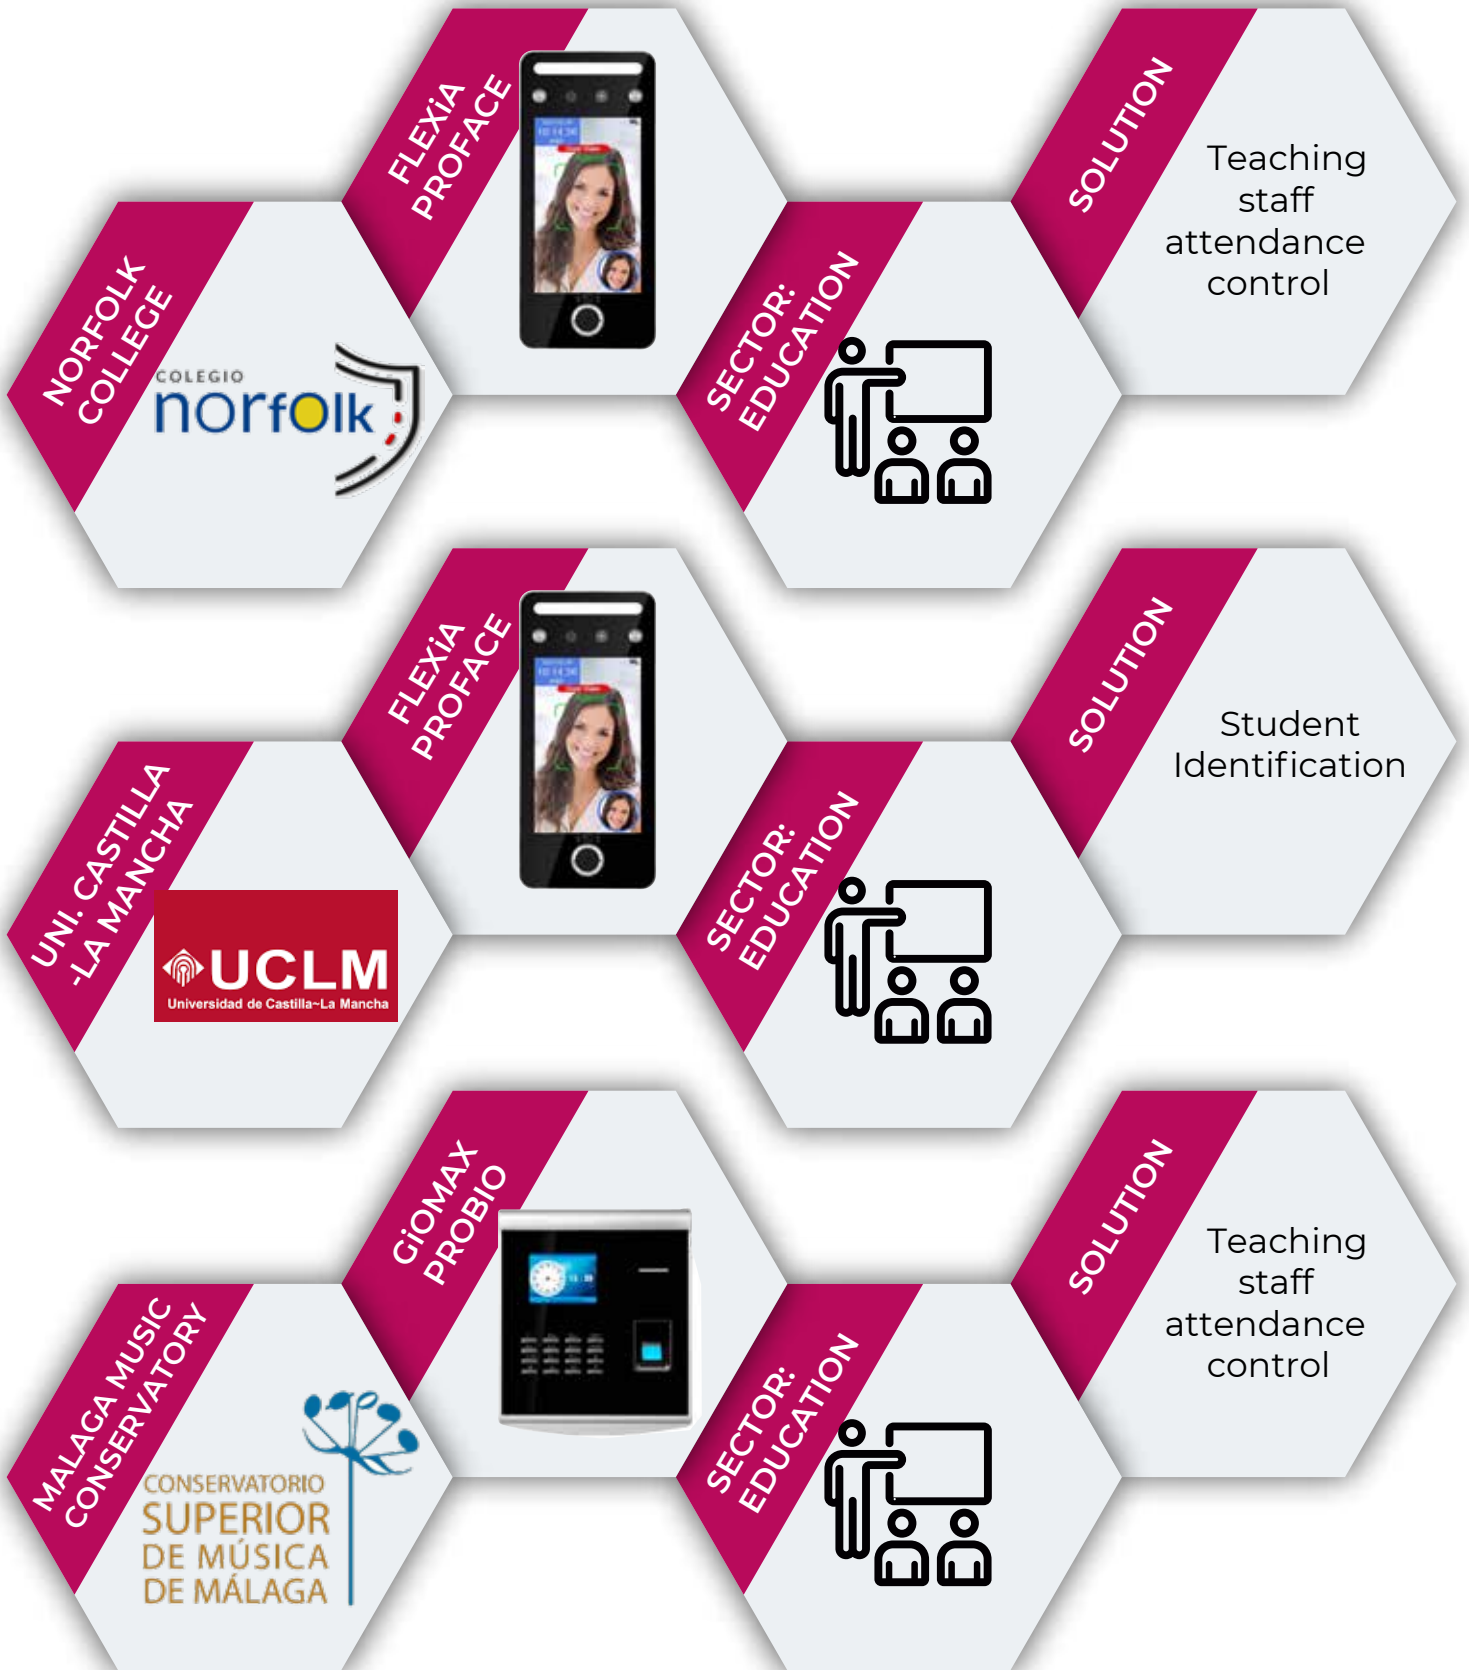 FLEXiA
PROFACE
SOLUTION
Teaching
staff
attendance
control
NORFOLK
COLLEGE
COLEGIO
norfolk
SECTOR:
EDUCATION
FLEXiA
PROFACE
SOLUTION
Student
Identification
UNI. CASTILLA
-LA MANCHA
UCLM
Universidad de Castilla~La Mancha
SECTOR:
EDUCATION
GiOMAX
PROBIO
SOLUTION
Teaching
staff
attendance
control
MALAGA MUSIC
CONSERVATORY
CONSERVATORIO
SUPERIOR
DE MÚSICA
DE MÁLAGA
SECTOR:
EDUCATION